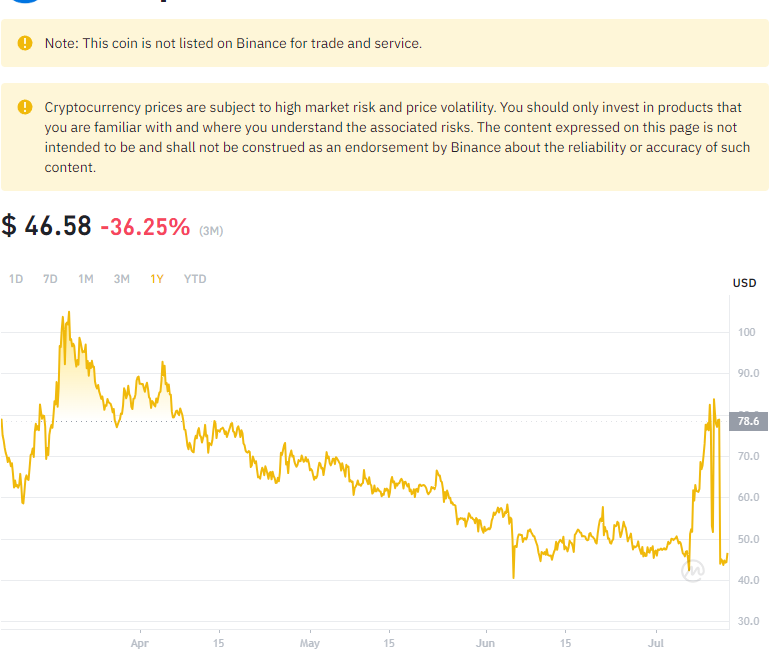 Note: This coin is not listed on Binance for trade and service.
Cryptocurrency prices are subject to high market risk and price volatility. You should only invest in products that
you are familiar with and where you understand the associated risks. The content expressed on this page is not
intended to be and shall not be construed as an endorsement by Binance about the reliability or accuracy of such
content.
$ 46.58 -36.25% (3M)
1D 7D 1M 3M 1Y YTD
USD
100
90.0
78.6
70.0
60.0
50.0
40.0
30.0
Apr 15 May 15 Jun 15 Jul